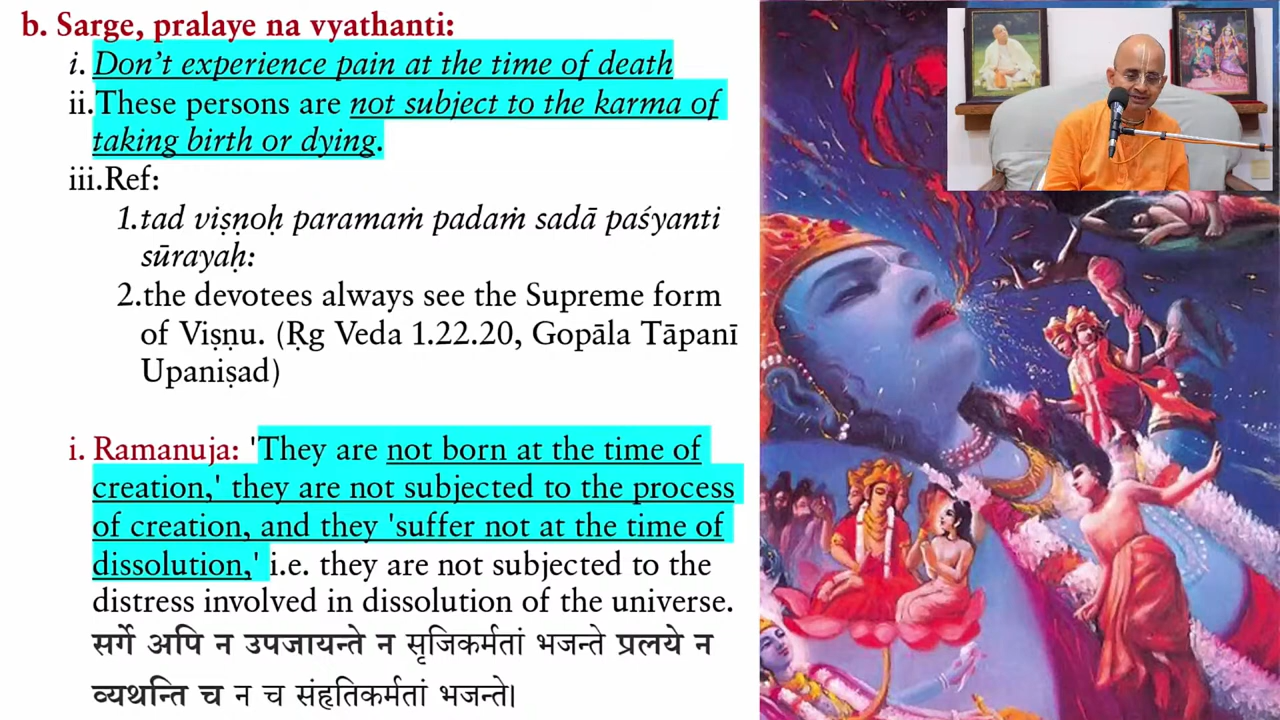 b. Sarge, pralaye na vyathanti:
i. Don’t experience pain at the time of death
ii.These persons are not subject to the karma of
taking birth or dying.
iii.Ref:
1.tad viṣṇoḥ paramaṁ padaṁ sadā paśyanti
sūrayaḥ:
2.the devotees always see the Supreme form
of Viṣṇu. (Ṛg Veda 1.22.20, Gopāla Tāpanī
Upaniṣad)
i. Ramanuja: 'They are not born at the time of
creation,' they are not subjected to the process
of creation, and they 'suffer not at the time of
dissolution,' i.e. they are not subjected to the
distress involved in dissolution of the universe.
सर्गे अपि न उपजायन्ते न सृजिकर्मतां भजन्ते प्रलये न
व्यथन्ति च न च संहृतिकर्मतां भजन्ते।